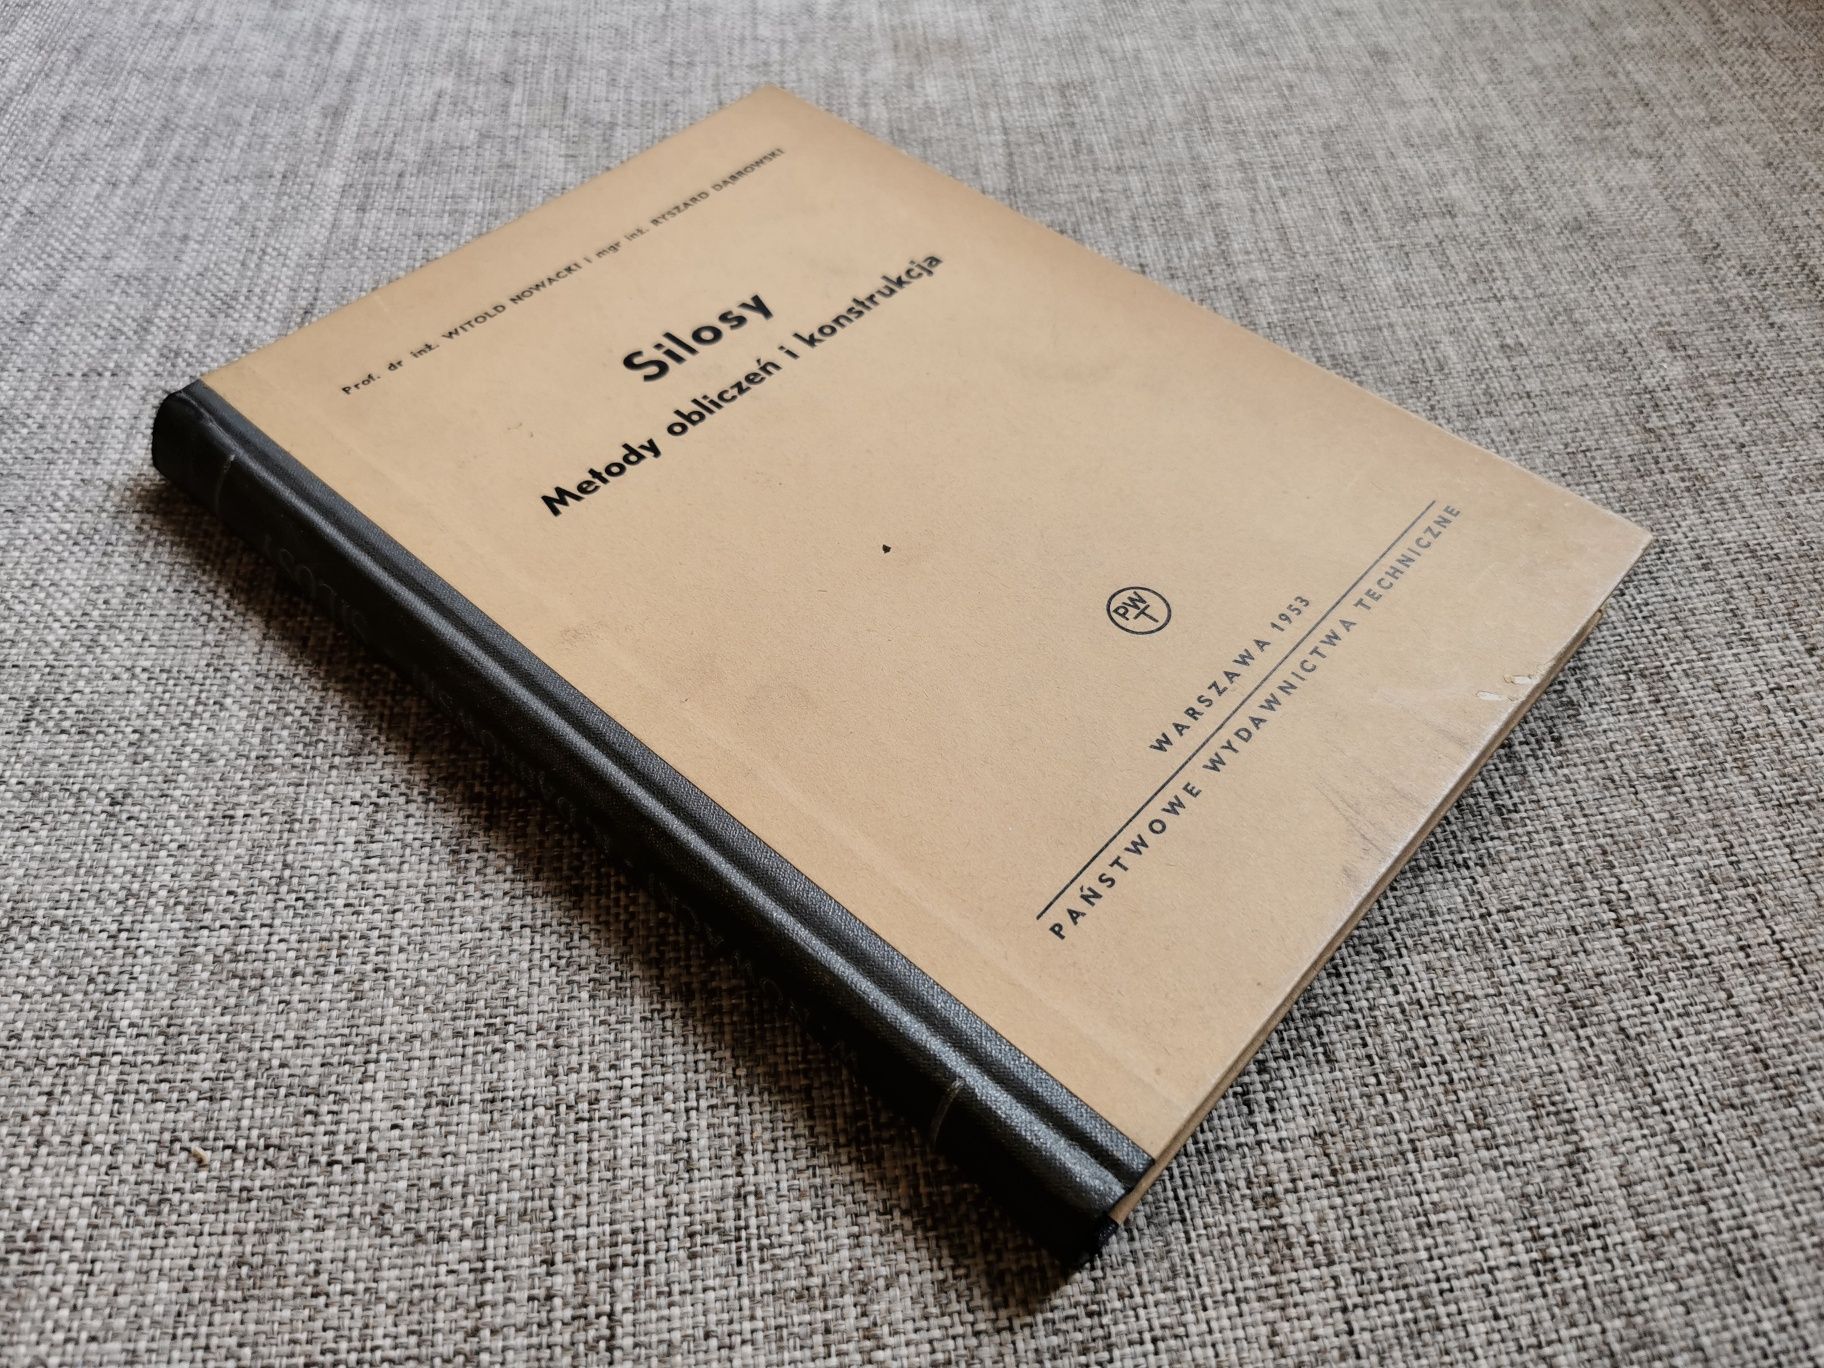 Prof. dr inż. WITOLD NOWACKI i mgr inż. RYSZARD DĄBROWSKI
Silosy
Metody obliczeń i konstrukcja
PWT
WARSZAWA 1953
PAŃSTWOWE WYDAWNICTWA TECHNICZNE
SILOSY